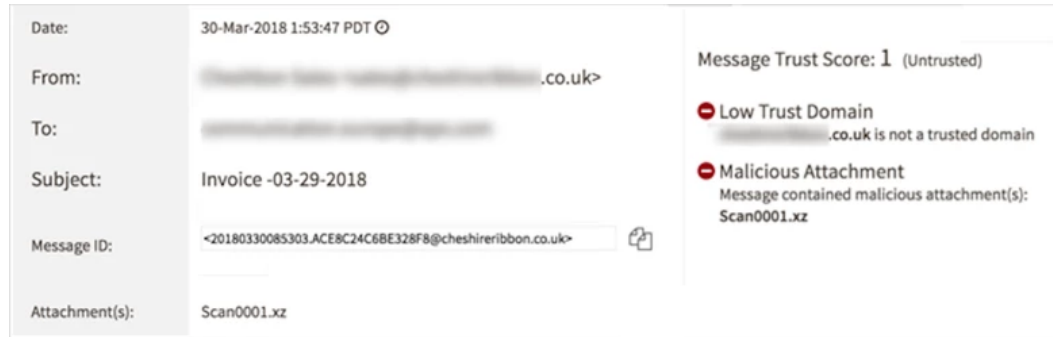 Date:
30-Mar-2018 1:53:47 PDT
From:
.co.uk>
To:
Subject:
Invoice -03-29-2018
Message ID:
<20180330085303.ACE8C24C6BE328F8@cheshireribbon.co.uk>
Attachment(s):
Scan0001.xz
Message Trust Score: 1 (Untrusted)
Low Trust Domain
.co.uk is not a trusted domain
Malicious Attachment
Message contained malicious attachment(s):
Scan0001.xz